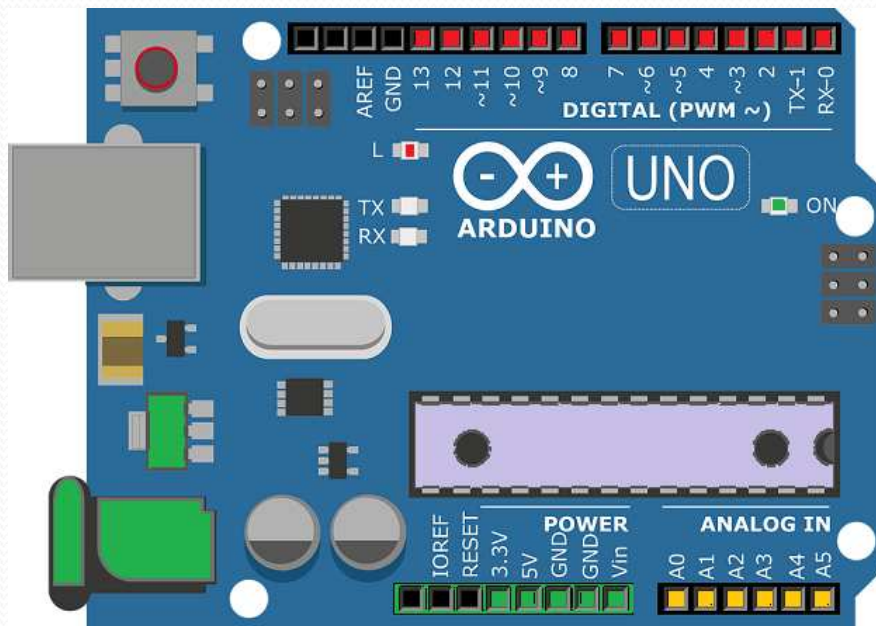 AREF
GND
13
12
~11
~10
~9
8
7
~6
~5
4
~3
2
TX-1
RX-0
DIGITAL (PWM ~)
L
TX
RX
- +
ARDUINO
UNO
ON
POWER
ANALOG IN
IOREF
RESET
3.3V
5V
GND
GND
Vin
A0
A1
A2
A3
A4
A5